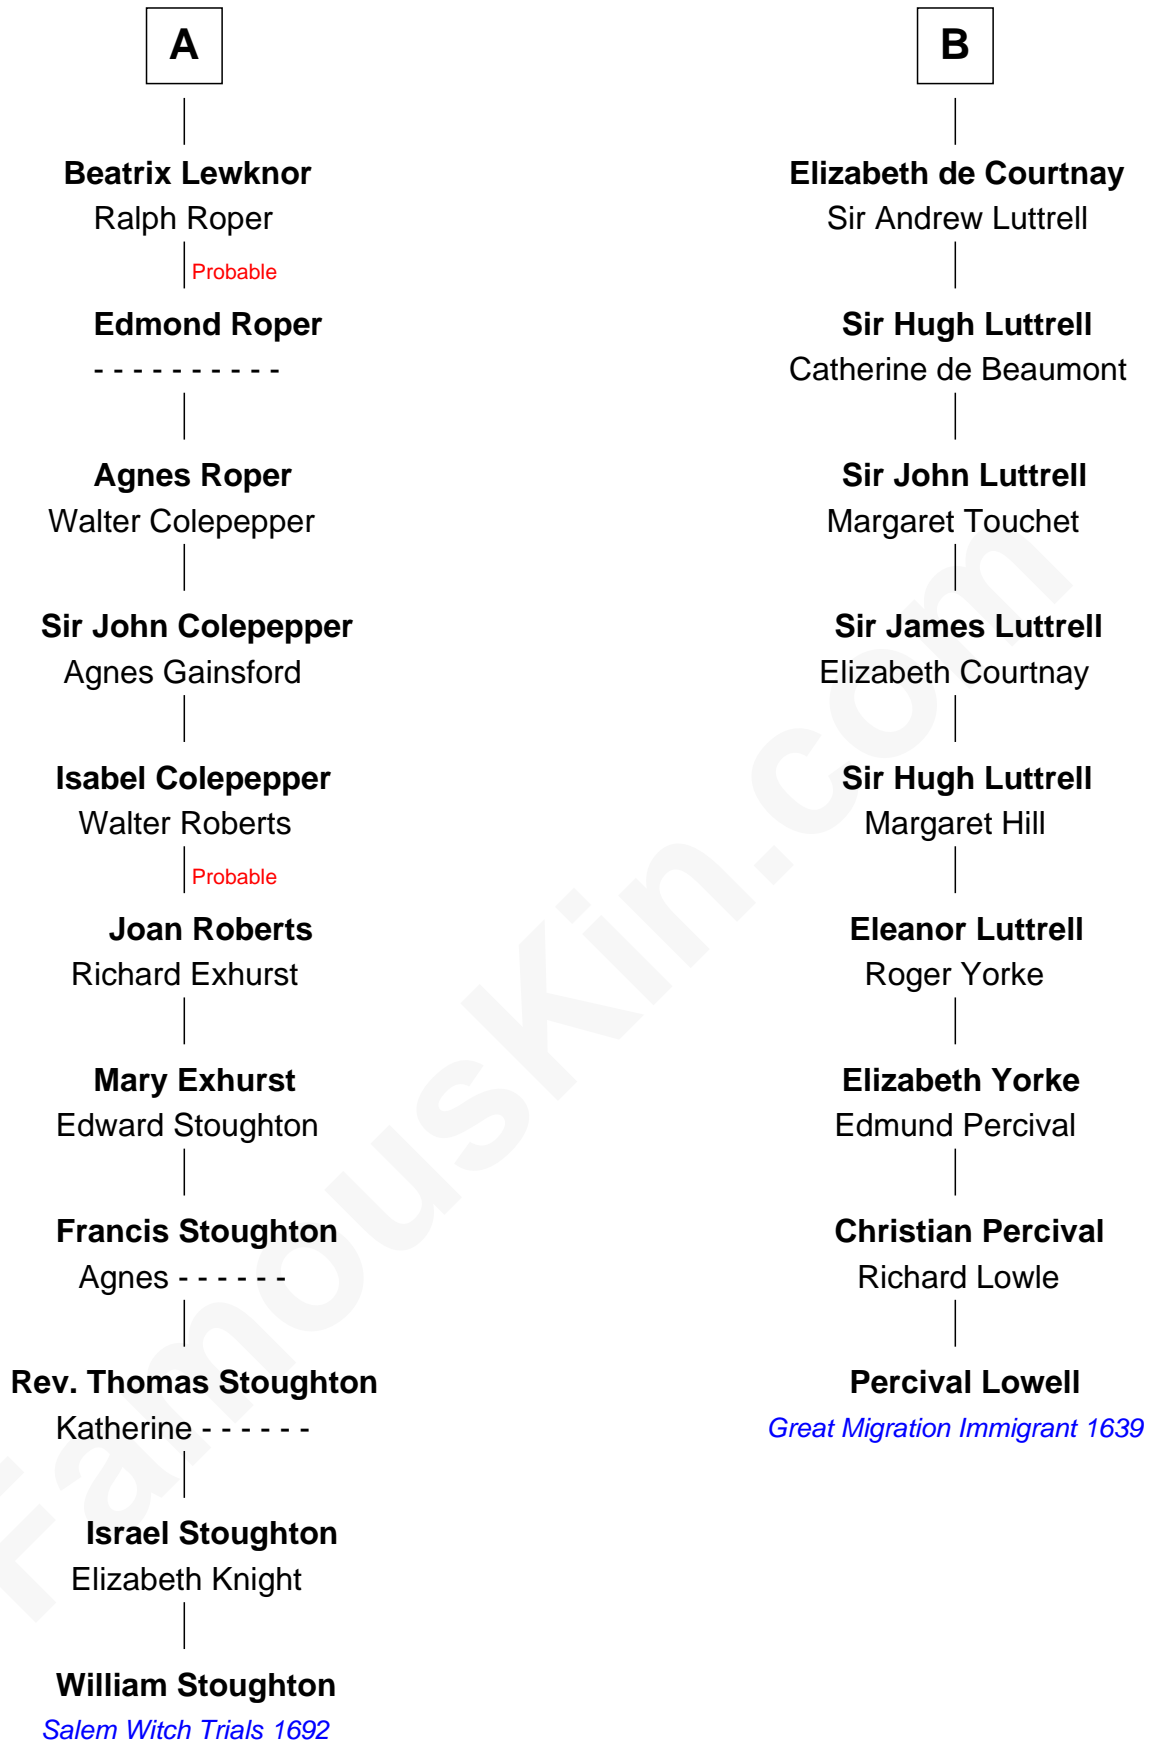 A
Beatrix Lewknor
Ralph Roper
Probable
Edmond Roper
- - - - - - - - - -
Agnes Roper
Walter Colepepper
Sir John Colepepper
Agnes Gainsford
Isabel Colepepper
Walter Roberts
Probable
Joan Roberts
Richard Exhurst
Mary Exhurst
Edward Stoughton
Francis Stoughton
Agnes - - - - - -
Rev. Thomas Stoughton
Katherine - - - - - -
Israel Stoughton
Elizabeth Knight
William Stoughton
Salem Witch Trials 1692
B
Elizabeth de Courtnay
Sir Andrew Luttrell
Sir Hugh Luttrell
Catherine de Beaumont
Sir John Luttrell
Margaret Touchet
Sir James Luttrell
Elizabeth Courtnay
Sir Hugh Luttrell
Margaret Hill
Eleanor Luttrell
Roger Yorke
Elizabeth Yorke
Edmund Percival
Christian Percival
Richard Lowle
Percival Lowell
Great Migration Immigrant 1639
FamousKin.com